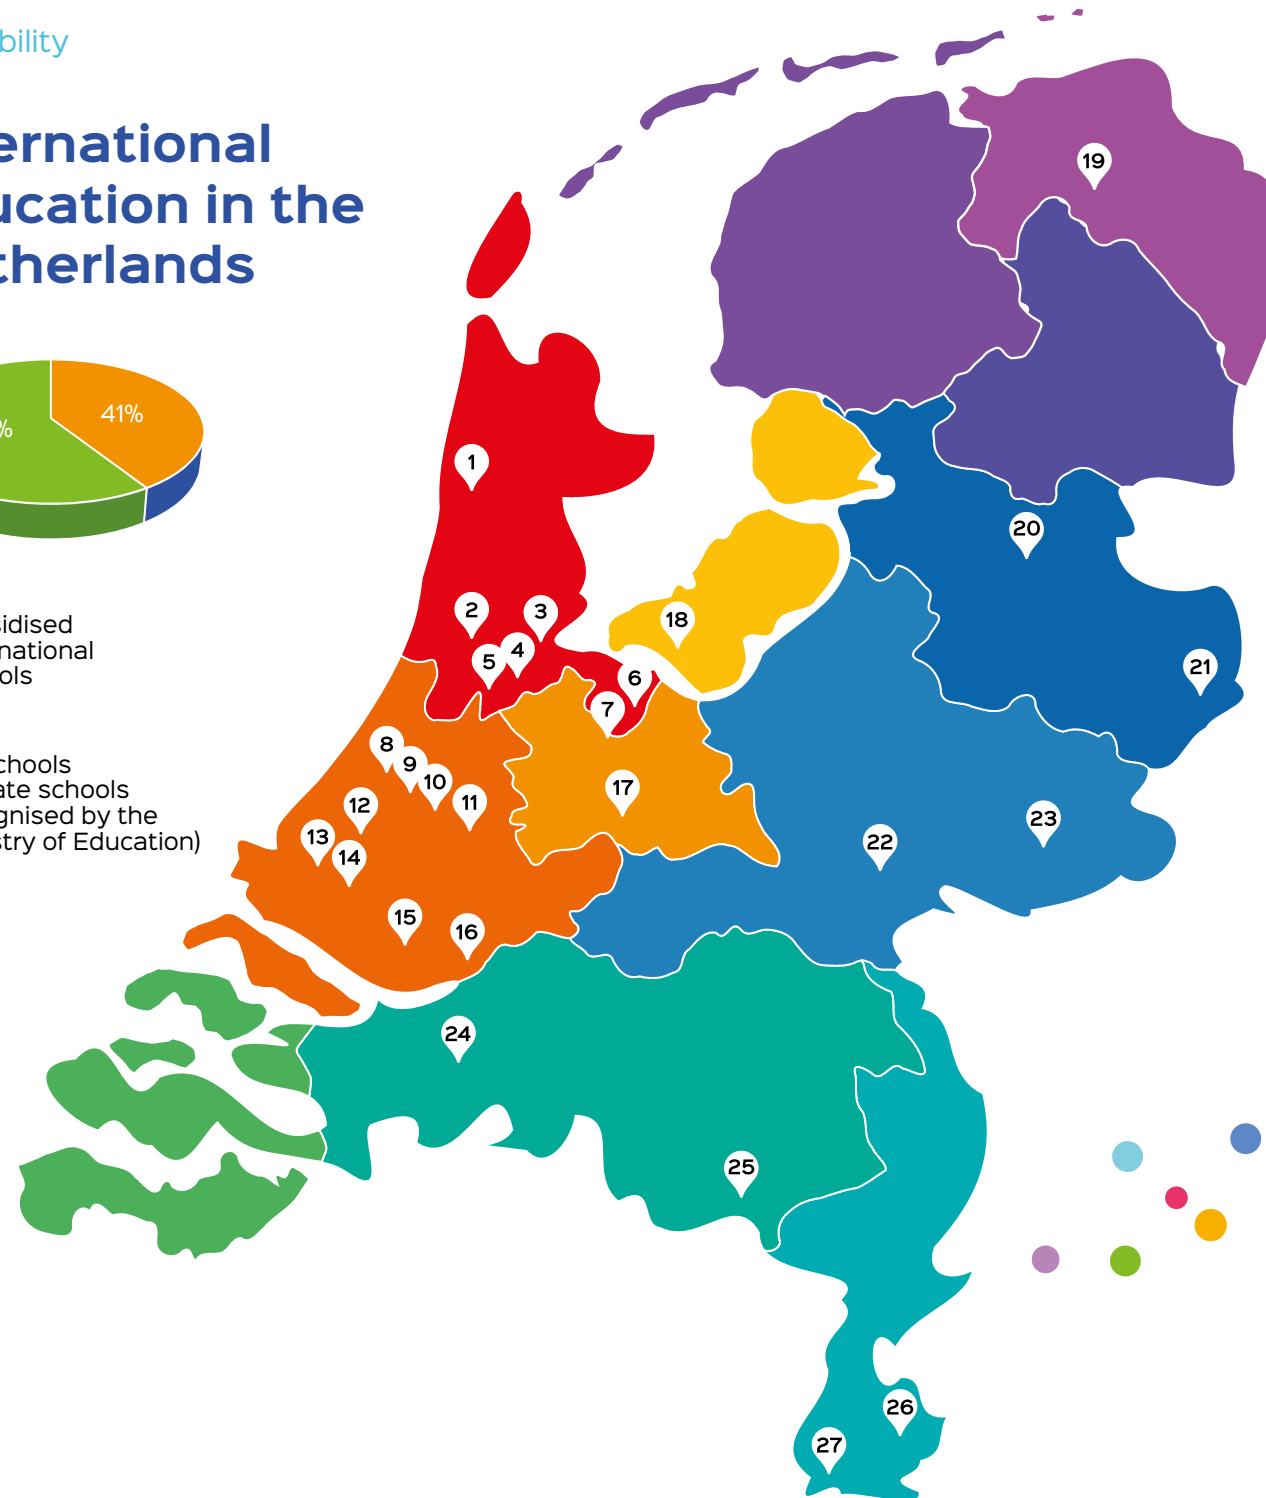 bility
ernational
ucation in the
therlands
41%
%
sidised
national
ols
chools
ate schools
gnised by the
stry of Education)
19
1
20
2
3
18
4
5
21
6
7
8
9
10
17
11
12
23
13
22
14
15
16
24
25
26
27